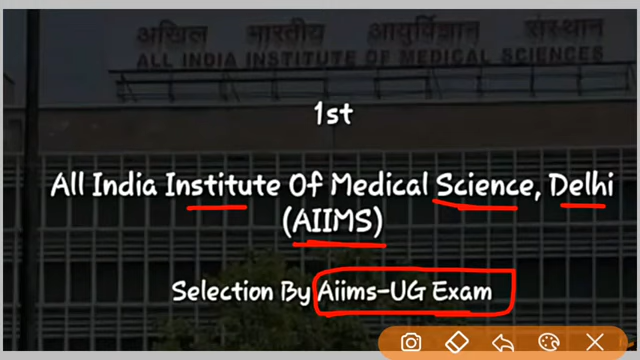 अखिल भारतीय आयुर्विज्ञान संस्थान
ALL INDIA INSTITUTE OF MEDICAL SCIENCES
1st
All India Institute Of Medical Science, Delhi
(AIIMS)
Selection By Aiims-UG Exam